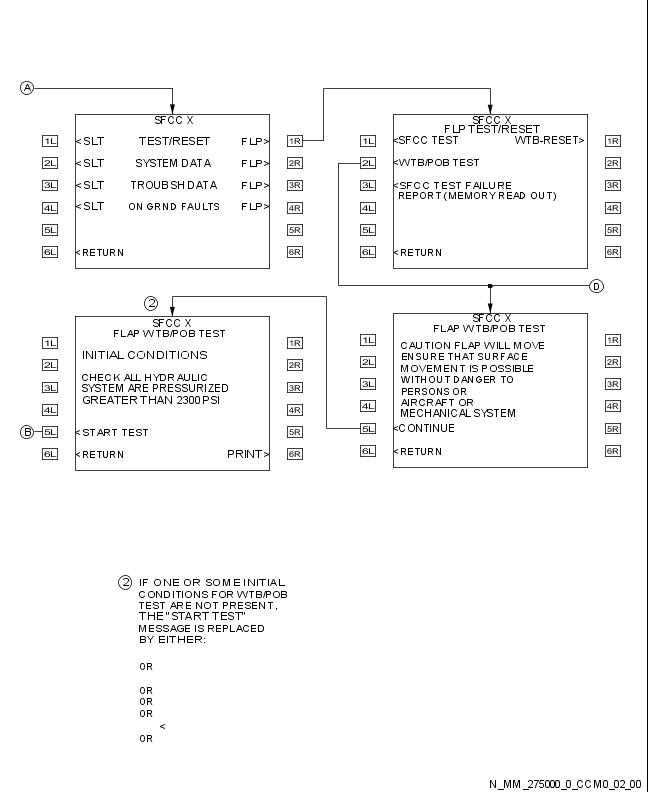 A
SFCC X
1L <SLT TEST/RESET FLP> 1R
2L <SLT SYSTEM DATA FLP> 2R
3L <SLT TROUBSH DATA FLP> 3R
4L <SLT ON GRND FAULTS FLP> 4R
5L 5R
6L <RETURN 6R
SFCC X
FLP TEST/RESET
1L <SFCC TEST WTB-RESET> 1R
2L <WTB/POB TEST 2R
3L <SFCC TEST FAILURE 3R
REPORT (MEMORY READ OUT)
4L 4R
5L 5R
6L <RETURN 6R
D
2
SFCC X
FLAP WTB/POB TEST
1L 1R
INITIAL CONDITIONS
2L 2R
CHECK ALL HYDRAULIC
3L SYSTEM ARE PRESSURIZED 3R
GREATER THAN 2300 PSI
4L 4R
B 5L <START TEST 5R
6L <RETURN PRINT> 6R
SFCC X
FLAP WTB/POB TEST
1L 1R
CAUTION FLAP WILL MOVE
ENSURE THAT SURFACE
2L MOVEMENT IS POSSIBLE 2R
WITHOUT DANGER TO
3L PERSONS OR 3R
AIRCRAFT OR
4L MECHANICAL SYSTEM 4R
5L <CONTINUE 5R
6L <RETURN 6R
2 IF ONE OR SOME INITIAL
CONDITIONS FOR WTB/POB
TEST ARE NOT PRESENT,
THE "START TEST"
MESSAGE IS REPLACED
BY EITHER:
OR
OR
OR
OR
<
OR
N_MM_275000_0_CCM0_02_00